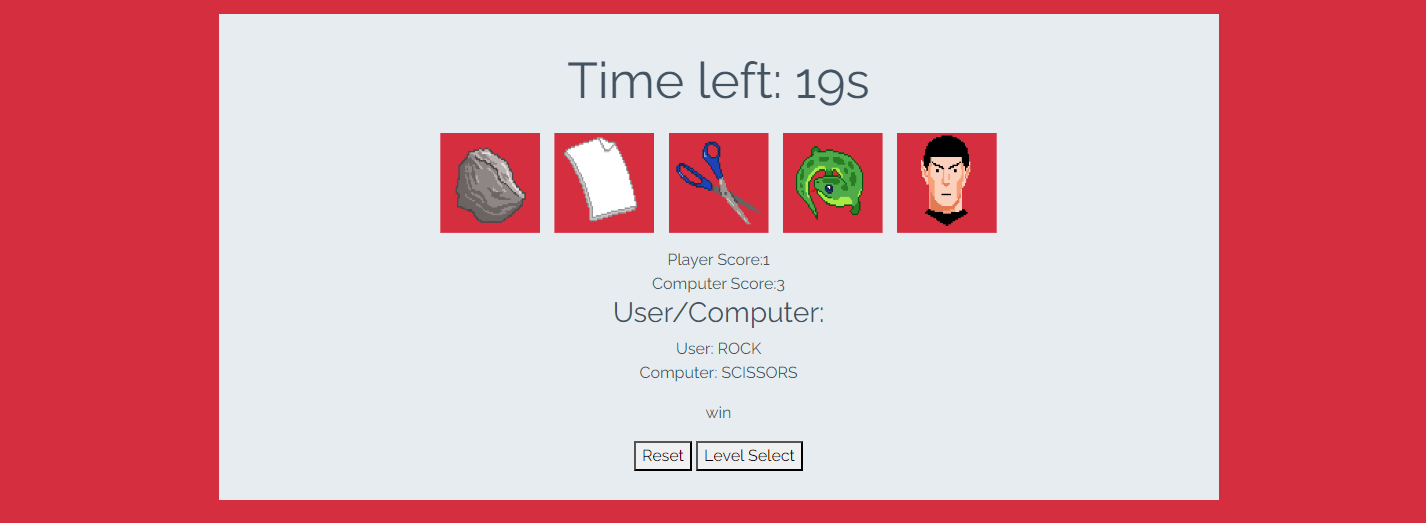 Time left: 19s
Player Score:1
Computer Score:3
User/Computer:
User: ROCK
Computer: SCISSORS
win
Reset Level Select